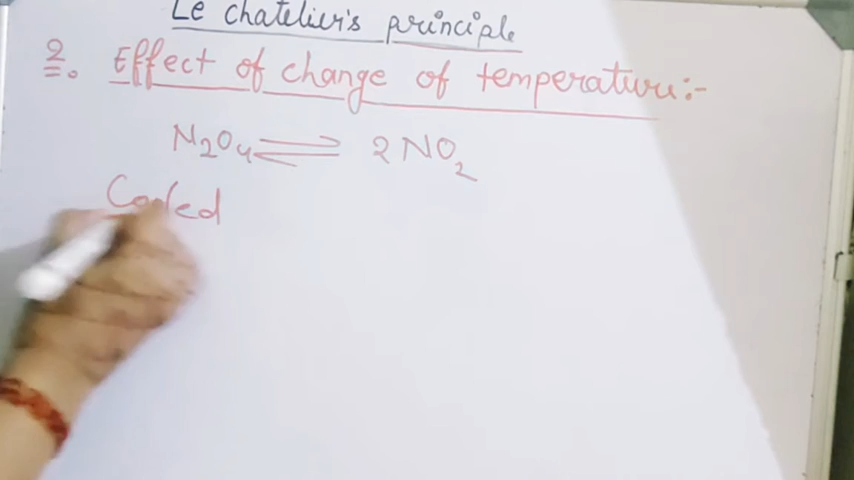 Le chatelier's principle
2. Effect of change of temperature:-
N₂O₄ ⇌ 2NO₂
Cooled